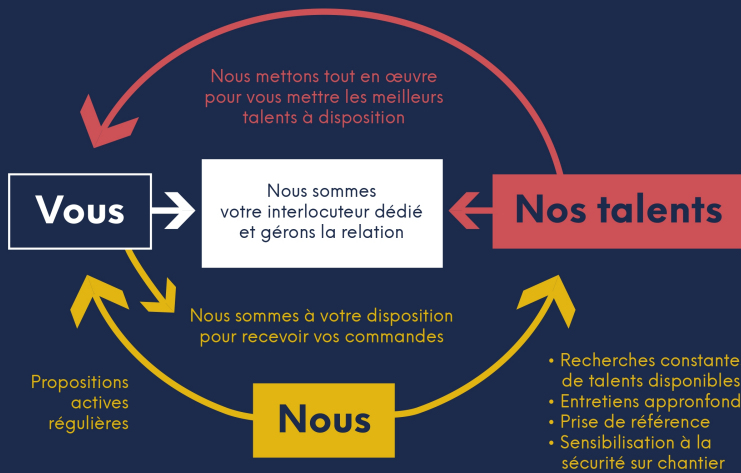 Nous mettons tout en œuvre
pour vous mettre les meilleurs
talents à disposition
Vous
Nous sommes
votre interlocuteur dédié
et gérons la relation
Nos talents
Nous sommes à votre disposition
pour recevoir vos commandes
Propositions
actives
régulières
Nous
• Recherches constante
de talents disponibles
• Entretiens appronfond
• Prise de référence
• Sensibilisation à la
sécurité sur chantier